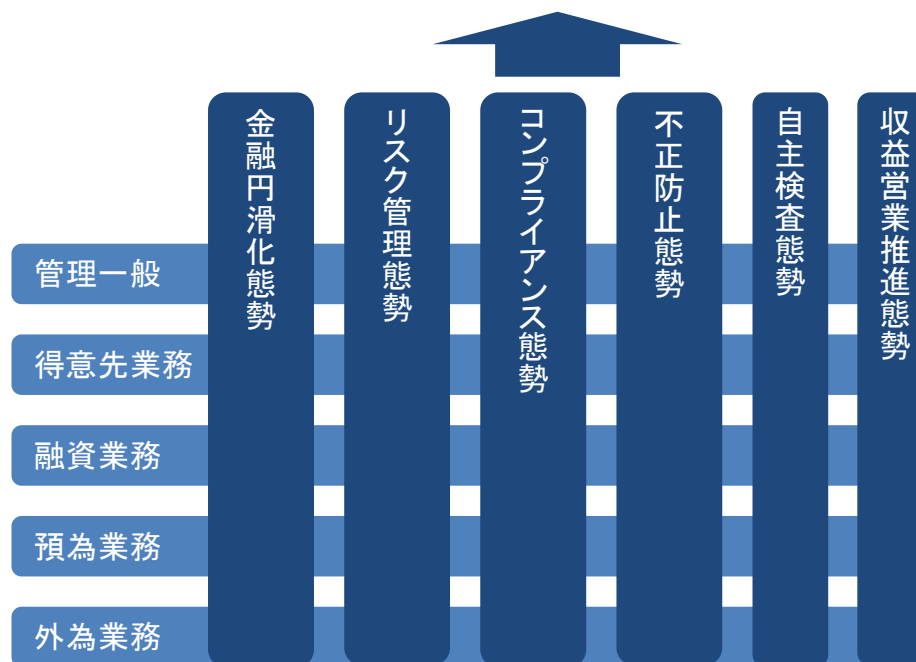 金融円滑化態勢
リスク管理態勢
コンプライアンス態勢
不正防止態勢
自主検査態勢
収益営業推進態勢
管理一般
得意先業務
融資業務
預為業務
外為業務